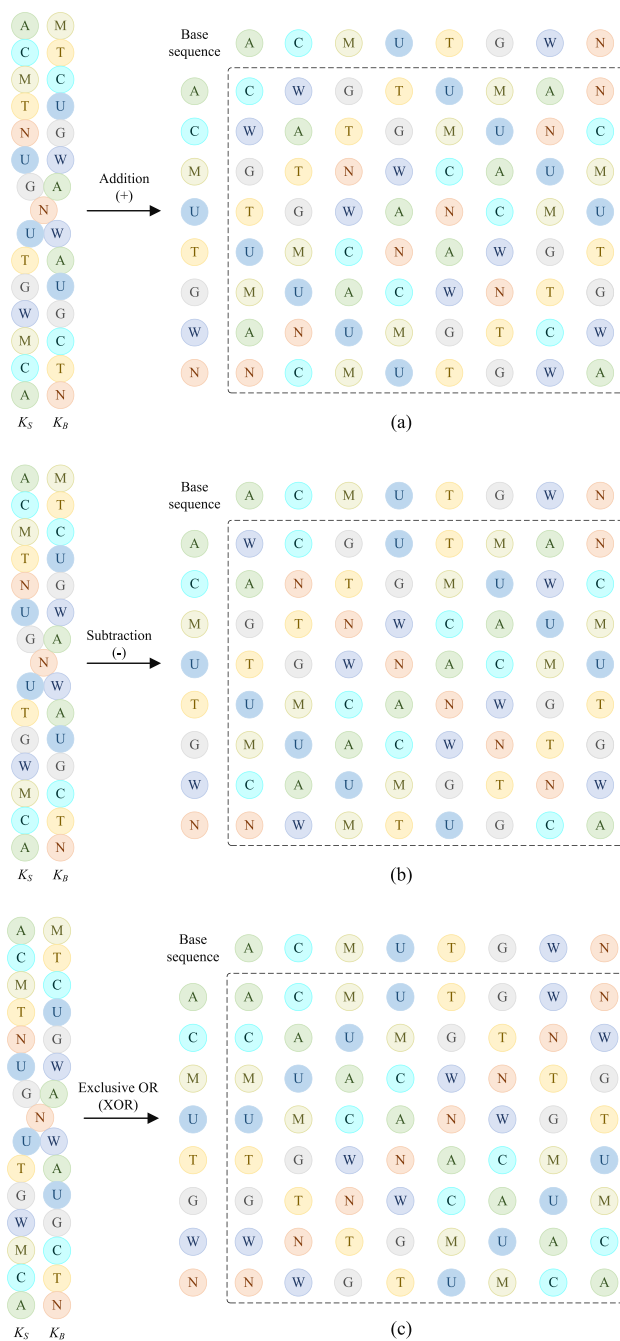 A M
C T
M C
T U
N G
U W
G A
N
U W
T A
G U
W G
M C
C T
A N
K_S K_B
Addition
(+)
Base
sequence
A C M U T G W N
A C W G T U M A N
C W A T G M U N C
M G T N W C A U M
U T G W A N C M U
T U M C N A W G T
G M U A C W N T G
W A N U M G T C W
N N C M U T G W A
(a)
A M
C T
M C
T U
N G
U W
G A
N
U W
T A
G U
W G
M C
C T
A N
K_S K_B
Subtraction
(-)
Base
sequence
A C M U T G W N
A W C G U T M A N
C A N T G M U W C
M G T N W C A U M
U T G W N A C M U
T U M C A N W G T
G M U A C W N T G
W C A U M G T N W
N N W M T U G C A
(b)
A M
C T
M C
T U
N G
U W
G A
N
U W
T A
G U
W G
M C
C T
A N
K_S K_B
Exclusive OR
(XOR)
Base
sequence
A C M U T G W N
A A C M U T G W N
C C A U M G T N W
M M U A C W N T G
U U M C A N W G T
T T G W N A C M U
G G T N W C A U M
W W N T G M U A C
N N W G T U M C A
(c)